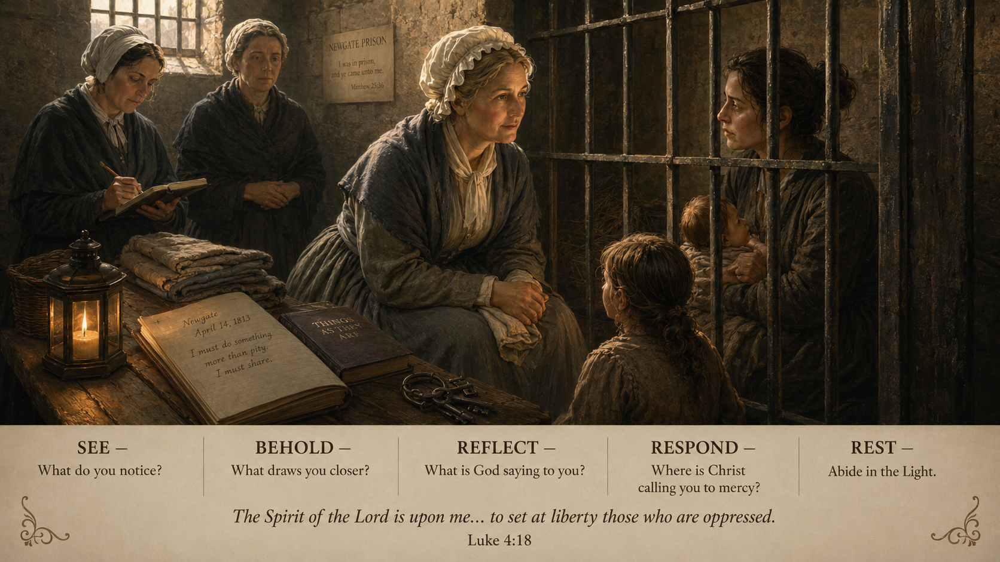 NEWGATE PRISON
I was in prison,
and ye came unto me.
Matthew 25:36
Newgate
April 14, 1813
I must do something
more than pity.
I must share.
THINGS
AS THEY
ARE
SEE —
What do you notice?
BEHOLD —
What draws you closer?
REFLECT —
What is God saying to you?
RESPOND —
Where is Christ
calling you to mercy?
REST —
Abide in the Light.
The Spirit of the Lord is upon me... to set at liberty those who are oppressed.
Luke 4:18